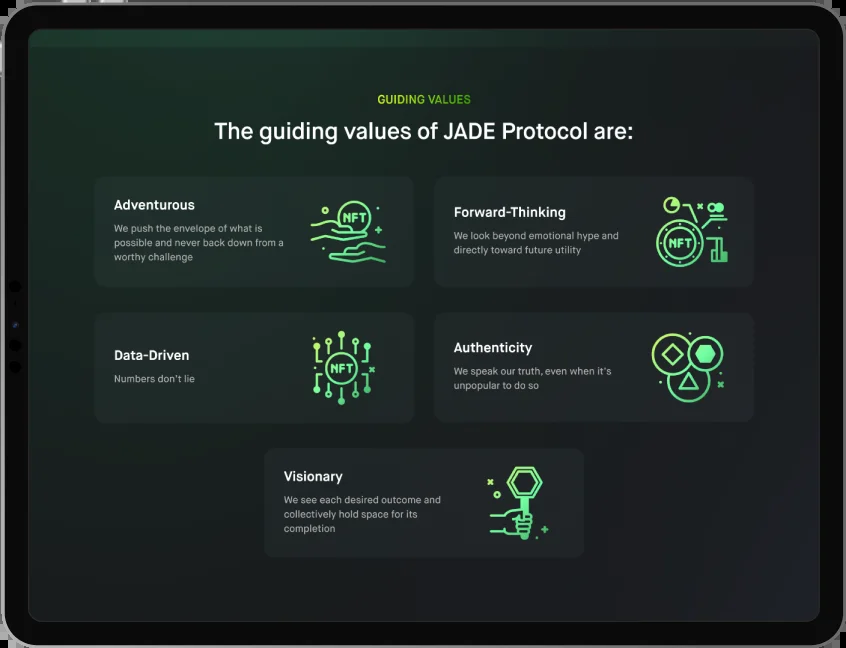 GUIDING VALUES
The guiding values of JADE Protocol are:
Adventurous
We push the envelope of what is
possible and never back down from a
worthy challenge
NFT
Forward-Thinking
We look beyond emotional hype and
directly toward future utility
NFT
Data-Driven
Numbers don't lie
NFT
Authenticity
We speak our truth, even when it's
unpopular to do so
Visionary
We see each desired outcome and
collectively hold space for its
completion